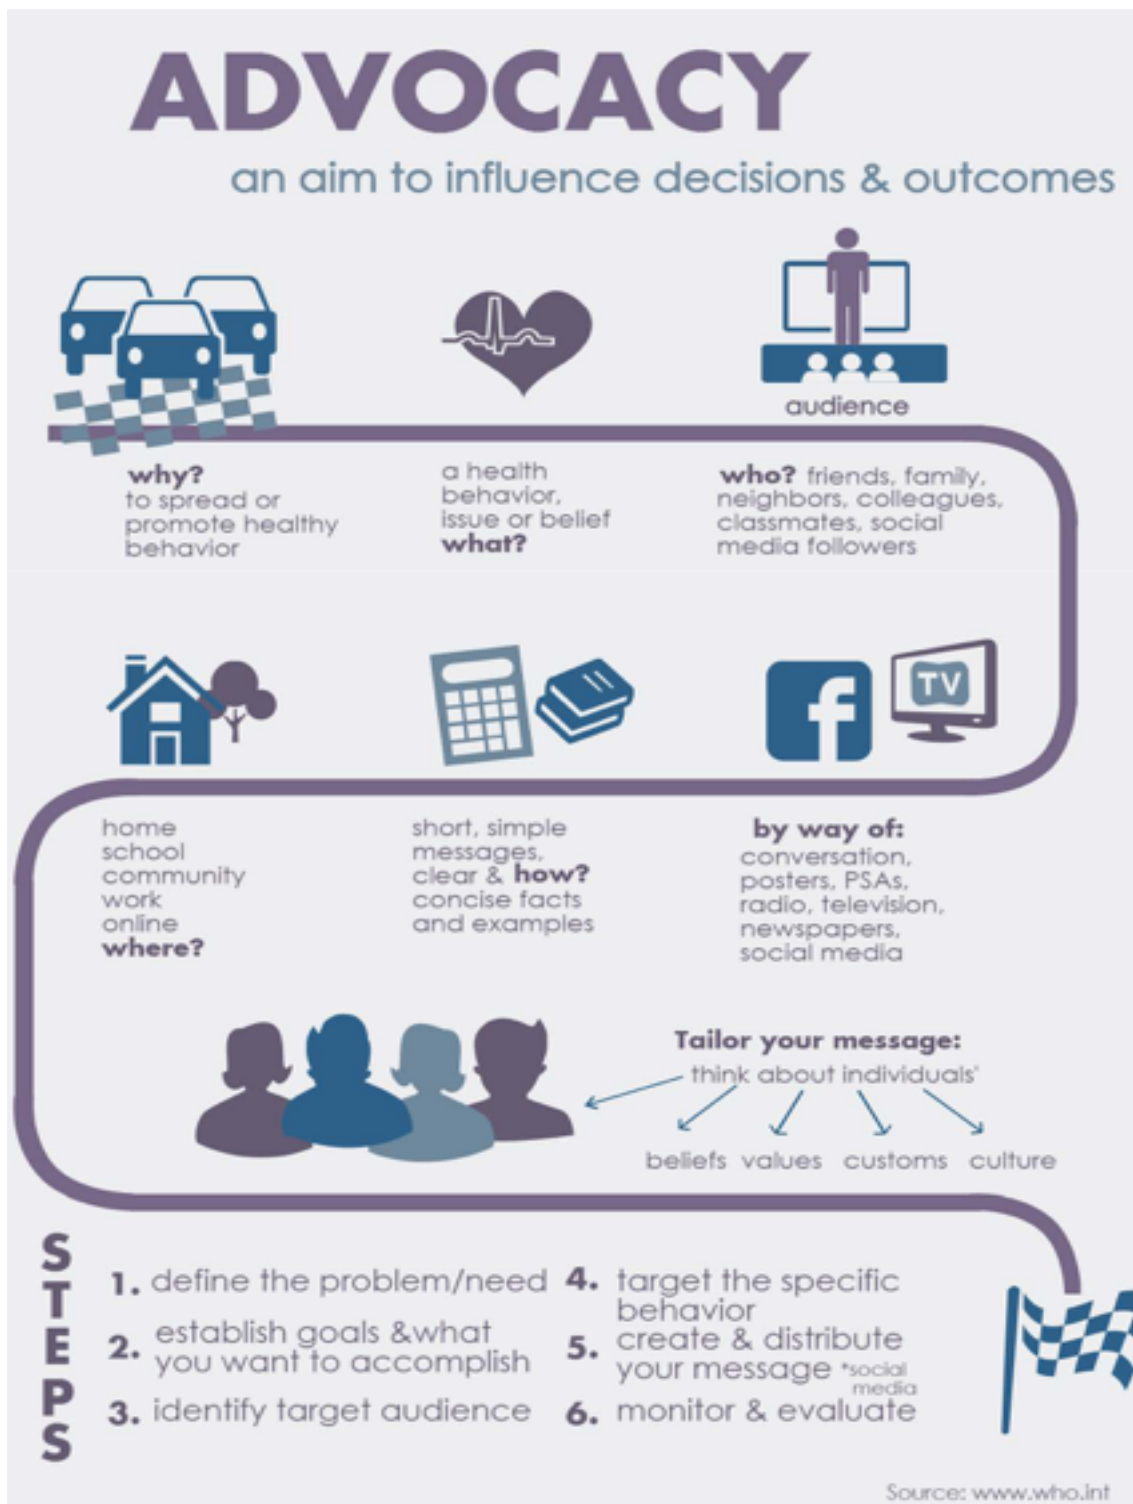 ADVOCACY
an aim to influence decisions & outcomes
audience
why?
to spread or
promote healthy
behavior
a health
behavior,
issue or belief
what?
who? friends, family,
neighbors, colleagues,
classmates, social
media followers
TV
f
home
school
community
work
online
where?
short, simple
messages,
clear & how?
concise facts
and examples
by way of:
conversation,
posters, PSAs,
radio, television,
newspapers,
social media
Tailor your message:
think about individuals'
beliefs values customs culture
STEPS
1. define the problem/need
2. establish goals &what
you want to accomplish
3. identify target audience
4. target the specific
behavior
5. create & distribute
your message *social
media
6. monitor & evaluate
Source: www.who.int